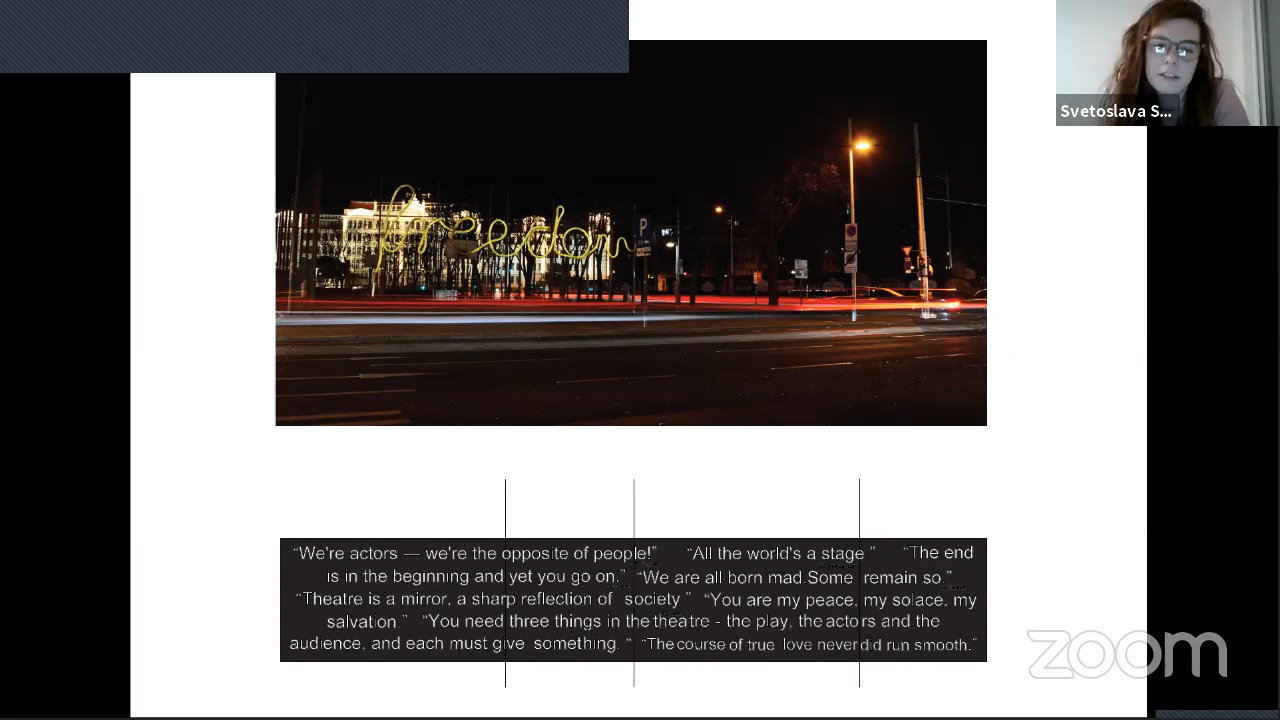 Svetoslava S...
freedom
P
“We're actors — we're the opposite of people!” “All the world's a stage ” “The end
is in the beginning and yet you go on.” “We are all born mad.Some remain so.”
“Theatre is a mirror, a sharp reflection of society ” “You are my peace, my solace, my
salvation.” “You need three things in the theatre - the play, the actors and the
audience, and each must give something. “ “The course of true love never did run smooth.”
zoom